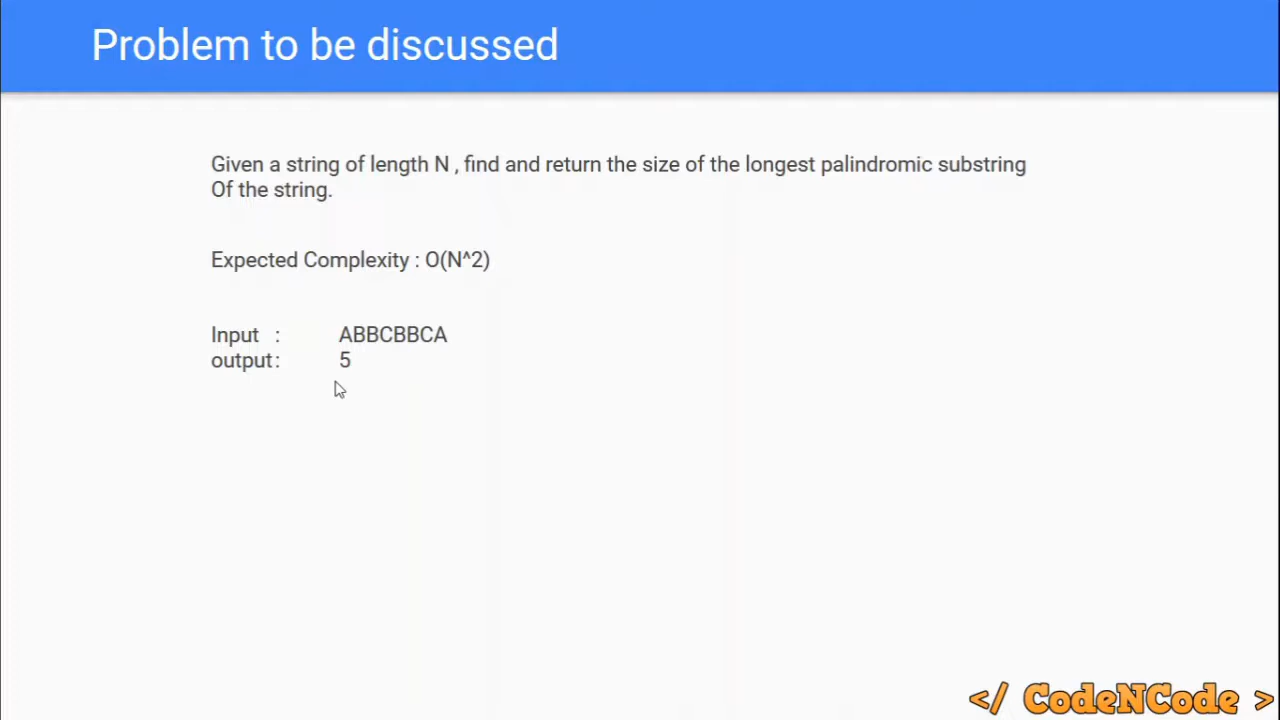 Problem to be discussed
Given a string of length N , find and return the size of the longest palindromic substring
Of the string.
Expected Complexity : O(N^2)
Input : ABBCBBCA
output: 5
</ CodeNCode >